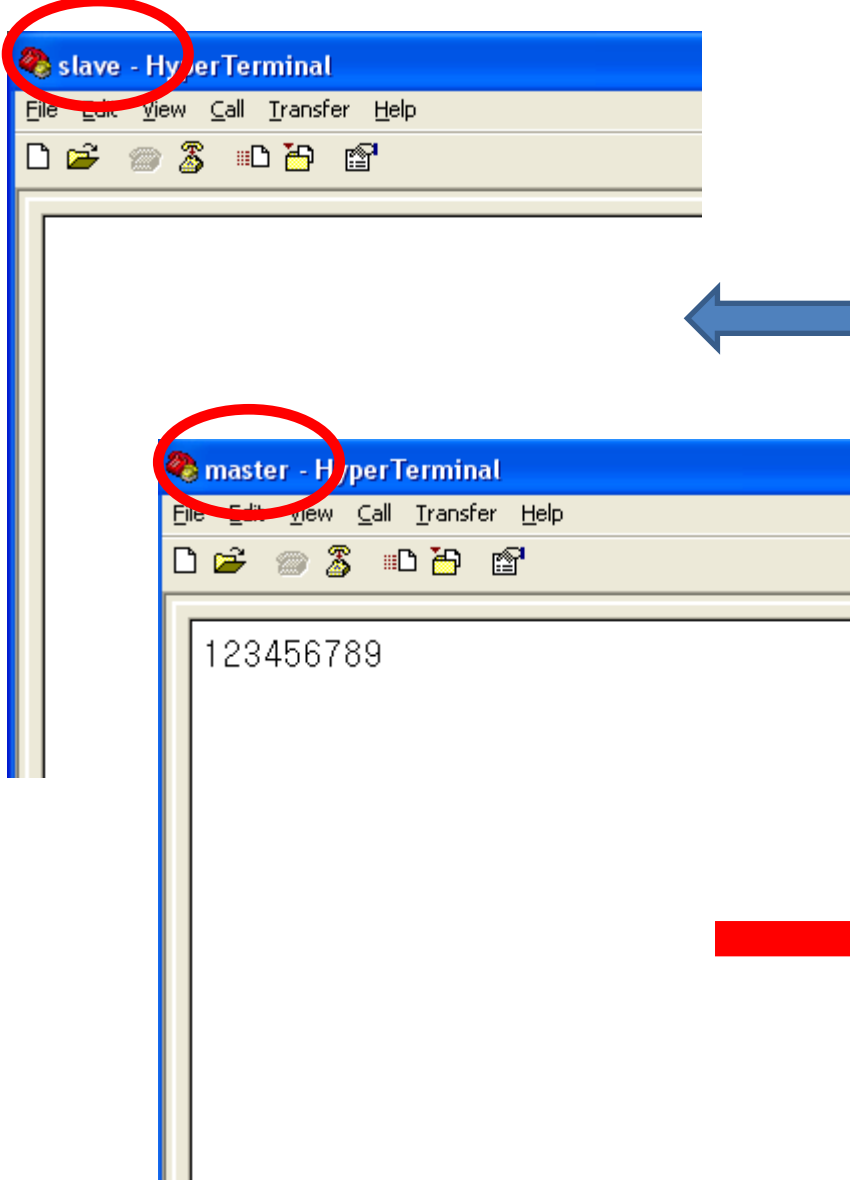 slave - HyperTerminal
File Edit View Call Transfer Help
master - HyperTerminal
File Edit View Call Transfer Help
123456789